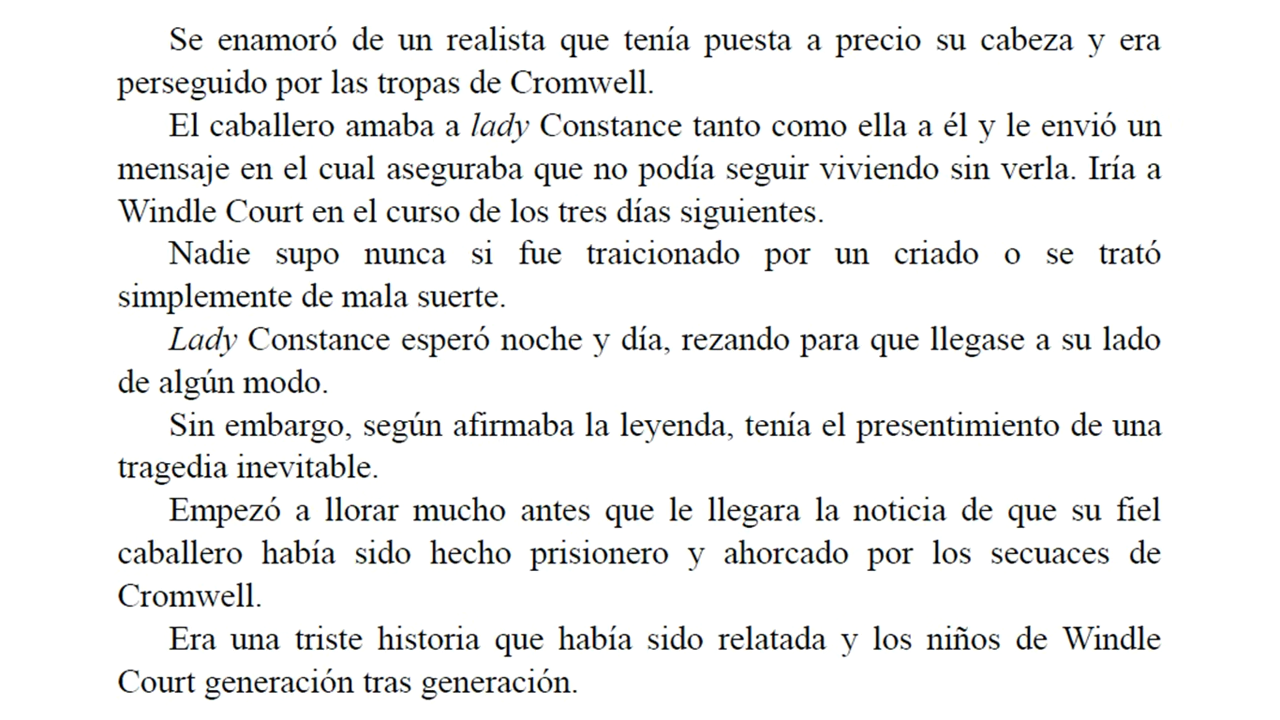 Se enamoró de un realista que tenía puesta a precio su cabeza y era
perseguido por las tropas de Cromwell.
El caballero amaba a lady Constance tanto como ella a él y le envió un
mensaje en el cual aseguraba que no podía seguir viviendo sin verla. Iría a
Windle Court en el curso de los tres días siguientes.
Nadie supo nunca si fue traicionado por un criado o se trató
simplemente de mala suerte.
Lady Constance esperó noche y día, rezando para que llegase a su lado
de algún modo.
Sin embargo, según afirmaba la leyenda, tenía el presentimiento de una
tragedia inevitable.
Empezó a llorar mucho antes que le llegara la noticia de que su fiel
caballero había sido hecho prisionero y ahorcado por los secuaces de
Cromwell.
Era una triste historia que había sido relatada y los niños de Windle
Court generación tras generación.